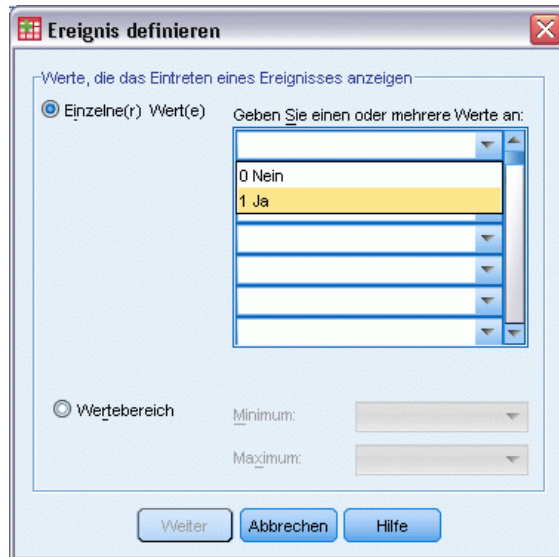 Ereignis definieren
Werte, die das Eintreten eines Ereignisses anzeigen
Einzelne(r) Wert(e)
Geben Sie einen oder mehrere Werte an:
0 Nein
1 Ja
Wertebereich
Minimum:
Maximum:
Weiter
Abbrechen
Hilfe